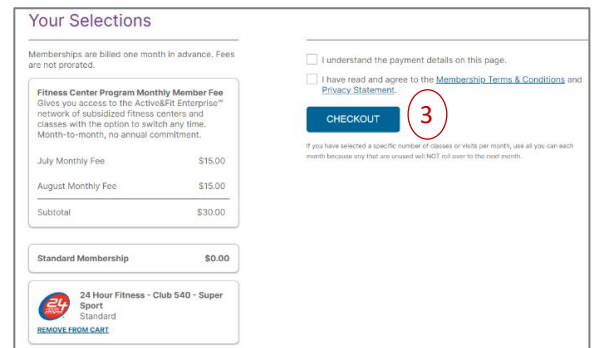 Your Selections
Memberships are billed one month in advance. Fees
are not prorated.
Fitness Center Program Monthly Member Fee
Gives you access to the Active&Fit Enterprise™
network of subsidized fitness centers and
classes with the option to switch any time.
Month-to-month, no annual commitment.
July Monthly Fee $15.00
August Monthly Fee $15.00
Subtotal $30.00
Standard Membership $0.00
24
24 Hour Fitness - Club 540 - Super
Sport
Standard
REMOVE FROM CART
I understand the payment details on this page.
I have read and agree to the Membership Terms & Conditions and
Privacy Statement.
CHECKOUT
3
If you have selected a specific number of classes or visits per month, use all you can each
month because any that are unused will NOT roll over to the next month.